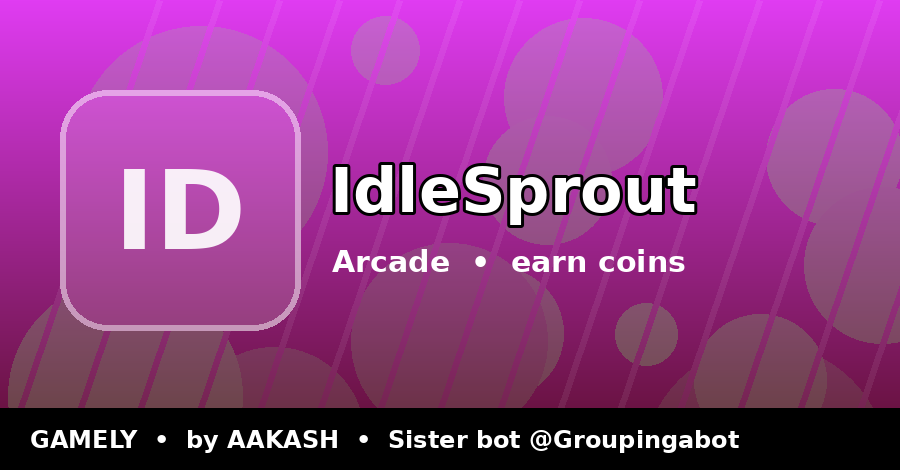 ID
IdleSprout
Arcade • earn coins
GAMELY • by AAKASH • Sister bot @Groupingabot